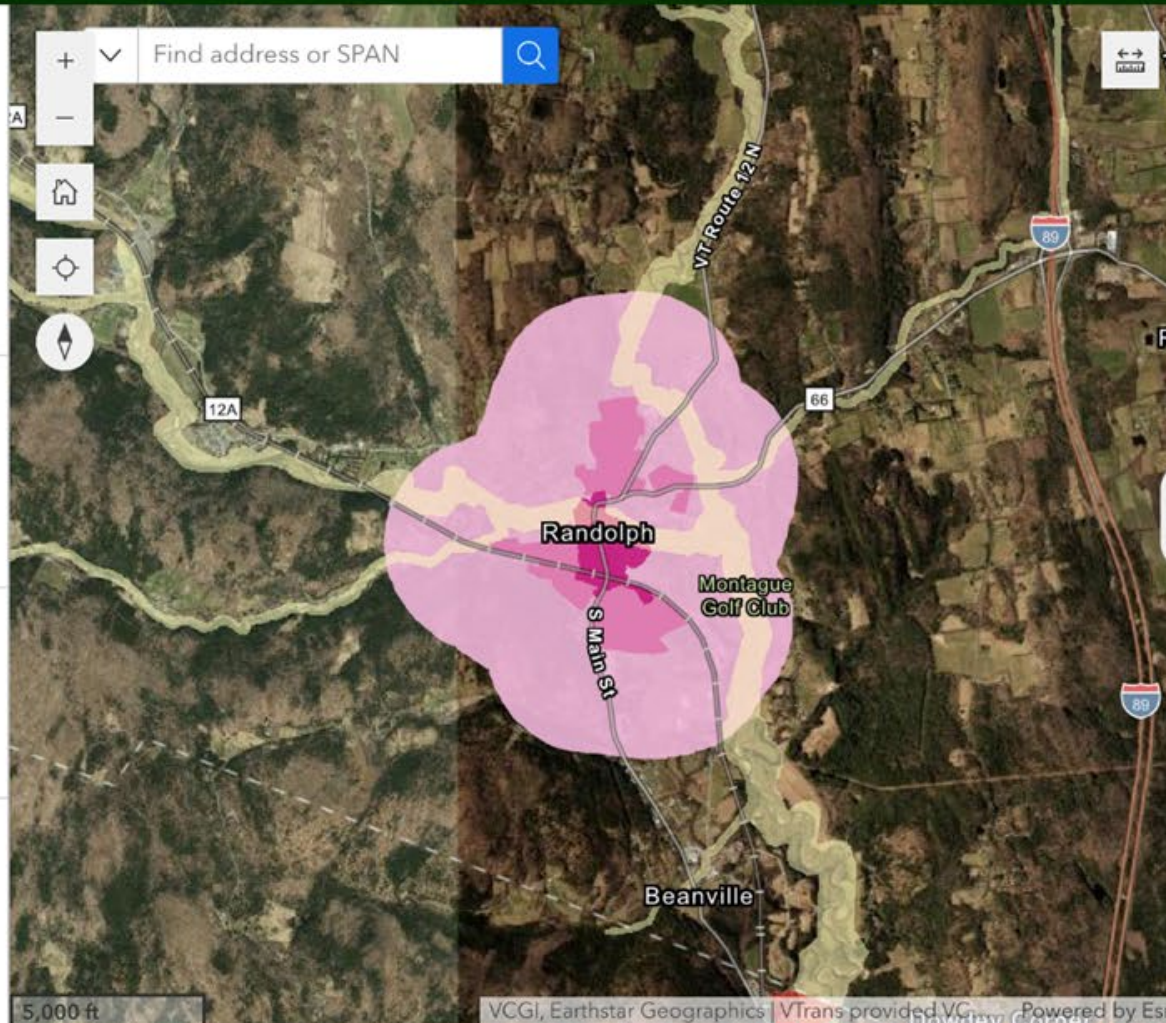 +
Find address or SPAN
−
A
VT Route 12 N
89
12A
66
Randolph
Montague
Golf Club
S Main St
89
Beanville
5,000 ft
VCGI, Earthstar Geographics | VTrans provided VC
Powered by Es